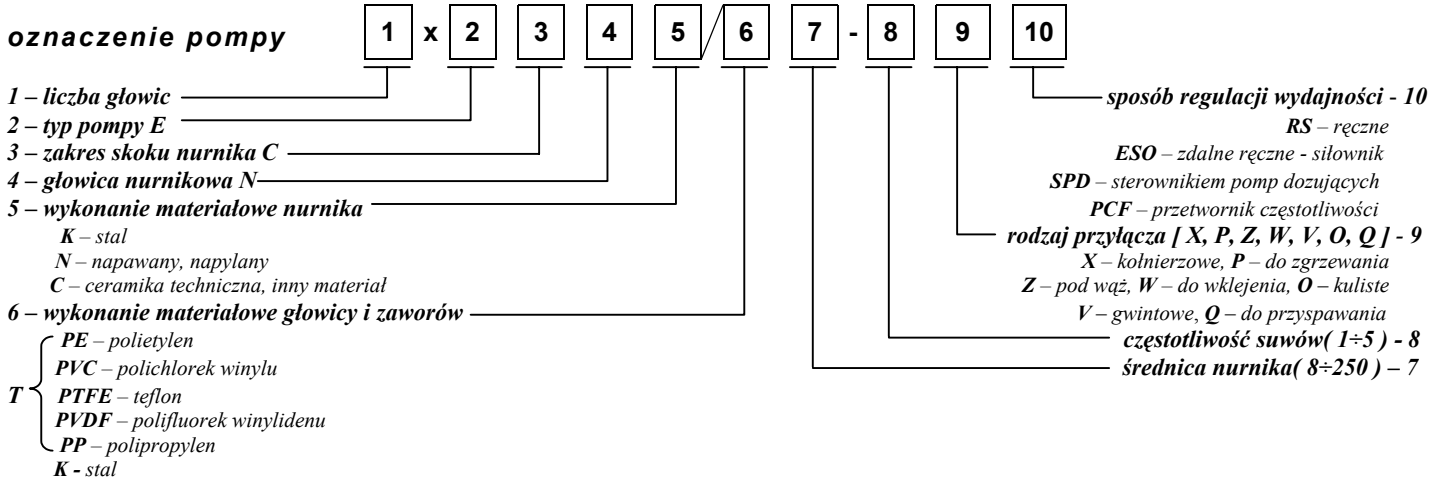 oznaczenie pompy 1 x 2 3 4 5 / 6 7 - 8 9 10
1 – liczba głowic
2 – typ pompy E
3 – zakres skoku nurnika C
4 – głowica nurnikowa N
5 – wykonanie materiałowe nurnika
K – stal
N – napawany, napylany
C – ceramika techniczna, inny materiał
6 – wykonanie materiałowe głowicy i zaworów
PE – polietylen
PVC – polichlorek winylu
T PTFE – teflon
PVDF – polifluorek winylidenu
PP – polipropylen
K - stal
sposób regulacji wydajności - 10
RS – ręczne
ESO – zdalne ręczne - siłownik
SPD – sterownikiem pomp dozujących
PCF – przetwornik częstotliwości
rodzaj przyłącza [ X, P, Z, W, V, O, Q ] - 9
X – kołnierzowe, P – do zgrzewania
Z – pod wąż, W – do wklejenia, O – kuliste
V – gwintowe, Q – do przyspawania
częstotliwość suwów( 1÷5 ) - 8
średnica nurnika( 8÷250 ) – 7